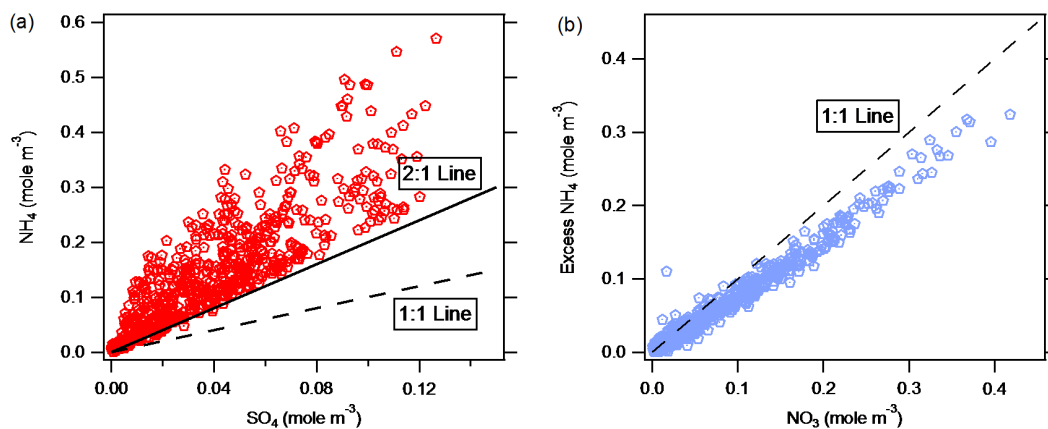 (a)
0.6
0.5
0.4
0.3
0.2
0.1
0.0
NH₄ (mole m⁻³)
2:1 Line
1:1 Line
0.00
0.04
0.08
0.12
SO₄ (mole m⁻³)
(b)
0.4
0.3
0.2
0.1
0.0
Excess NH₄ (mole m⁻³)
1:1 Line
0.0
0.1
0.2
0.3
0.4
NO₃ (mole m⁻³)